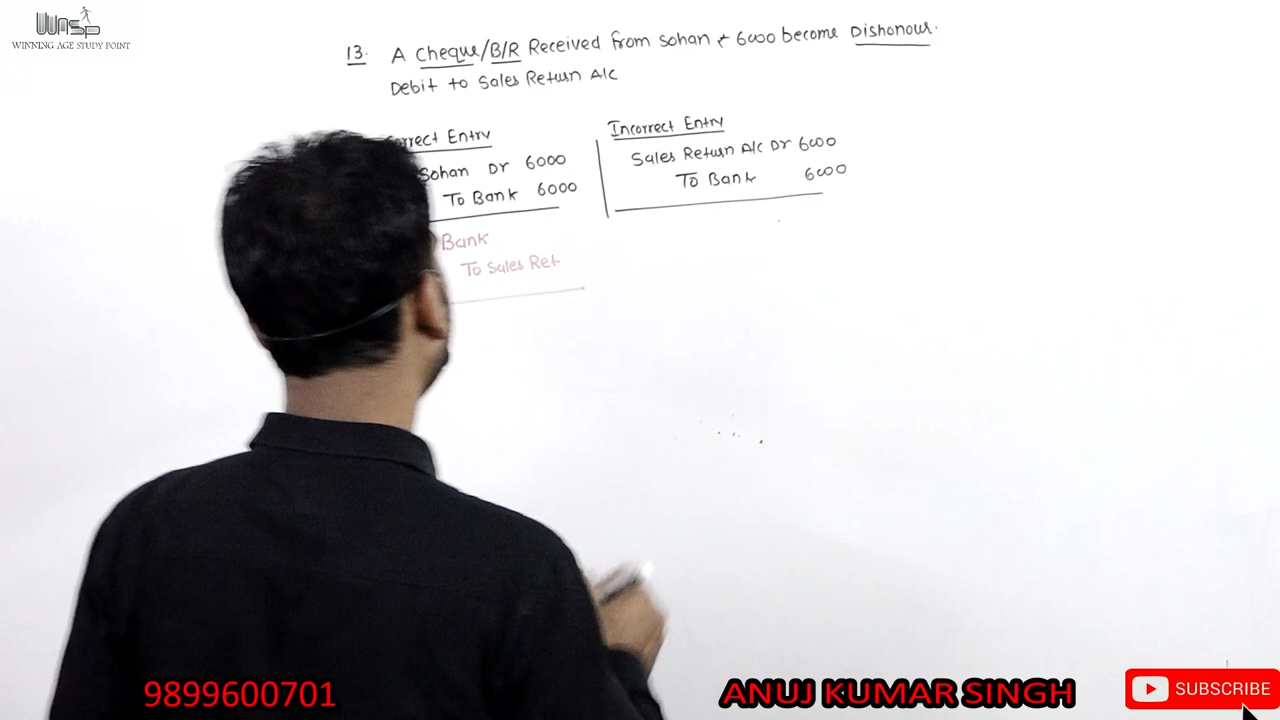 WINNING AGE STUDY POINT
13. A Cheque/B/R Received from Sohan ₹ 6000 become Dishonour.
Debit to Sales Return A/c
Entry
Sohan Dr 6000
To Bank 6000
Bank
To Sales Ret
Incorrect Entry
Sales Return A/c Dr 6000
To Bank 6000
9899600701
ANUJ KUMAR SINGH
SUBSCRIBE